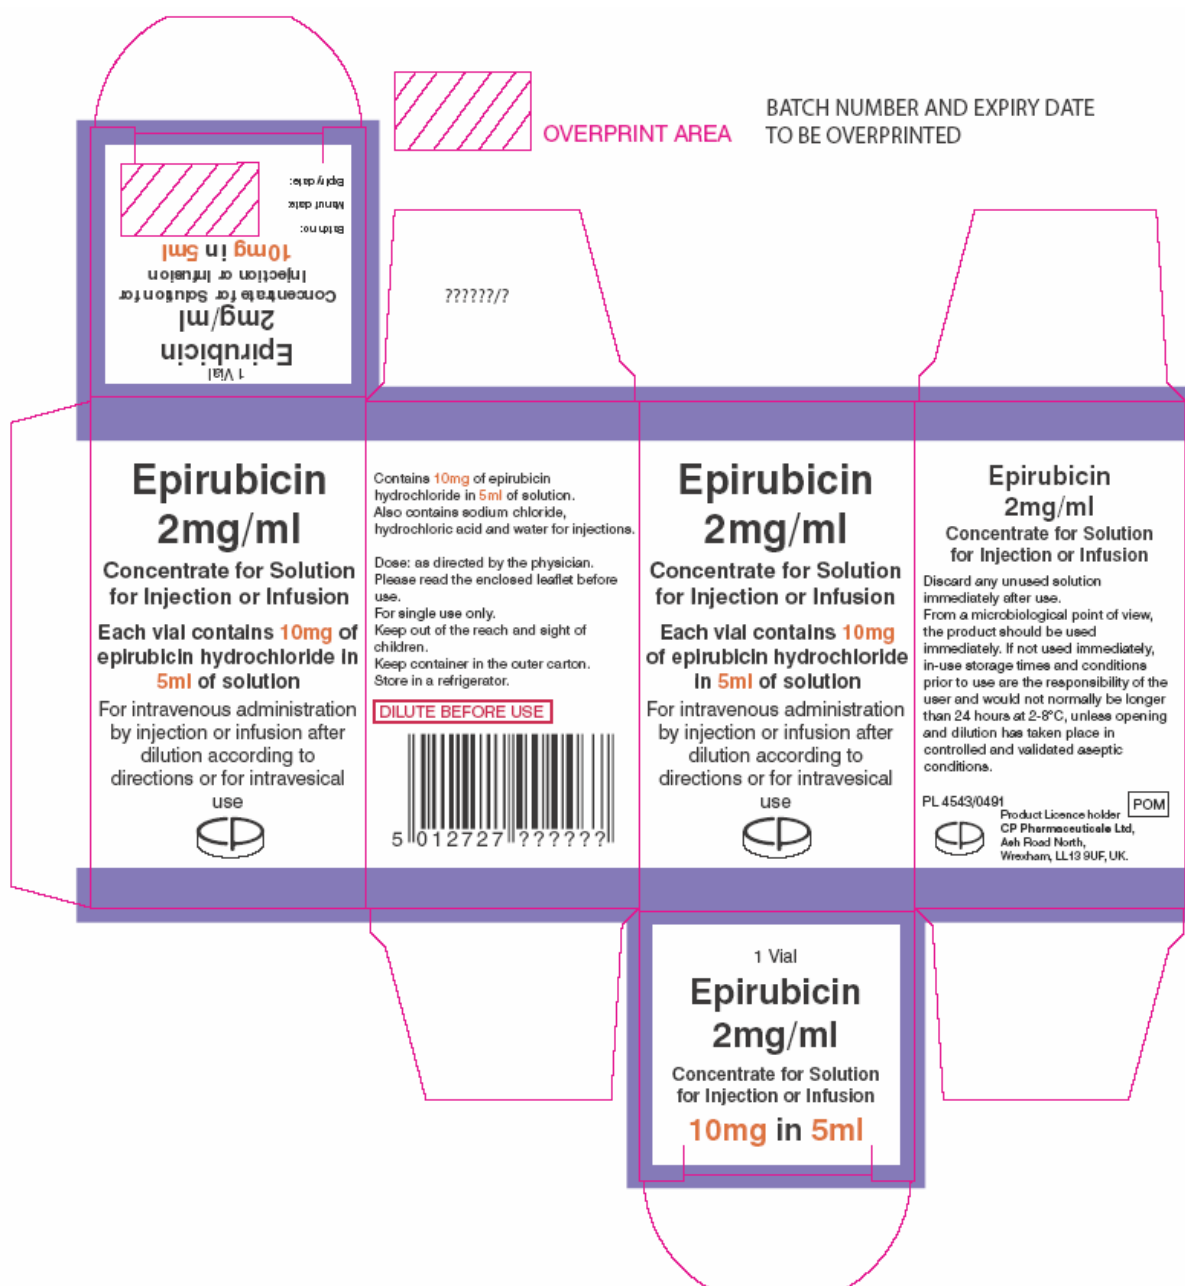 OVERPRINT AREA
BATCH NUMBER AND EXPIRY DATE
TO BE OVERPRINTED
1 Vial
Epirubicin
2mg/ml
Concentrate for Solution for
Injection or Infusion
10mg in 5ml
Batch no:
Manuf date:
Expiry date:
??????/?
Epirubicin
2mg/ml
Concentrate for Solution
for Injection or Infusion
Each vial contains 10mg of
epirubicin hydrochloride in
5ml of solution
For intravenous administration
by injection or infusion after
dilution according to
directions or for intravesical
use
CP
Contains 10mg of epirubicin
hydrochloride in 5ml of solution.
Also contains sodium chloride,
hydrochloric acid and water for injections.
Dose: as directed by the physician.
Please read the enclosed leaflet before
use.
For single use only.
Keep out of the reach and sight of
children.
Keep container in the outer carton.
Store in a refrigerator.
DILUTE BEFORE USE
5 012727 ??????
Epirubicin
2mg/ml
Concentrate for Solution
for Injection or Infusion
Each vial contains 10mg
of epirubicin hydrochloride
in 5ml of solution
For intravenous administration
by injection or infusion after
dilution according to
directions or for intravesical
use
CP
Epirubicin
2mg/ml
Concentrate for Solution
for Injection or Infusion
Discard any unused solution
immediately after use.
From a microbiological point of view,
the product should be used
immediately. If not used immediately,
in-use storage times and conditions
prior to use are the responsibility of the
user and would not normally be longer
than 24 hours at 2-8°C, unless opening
and dilution has taken place in
controlled and validated aseptic
conditions.
PL 4543/0491
POM
CP
Product Licence holder
CP Pharmaceuticals Ltd,
Ash Road North,
Wrexham, LL13 9UF, UK.
1 Vial
Epirubicin
2mg/ml
Concentrate for Solution
for Injection or Infusion
10mg in 5ml